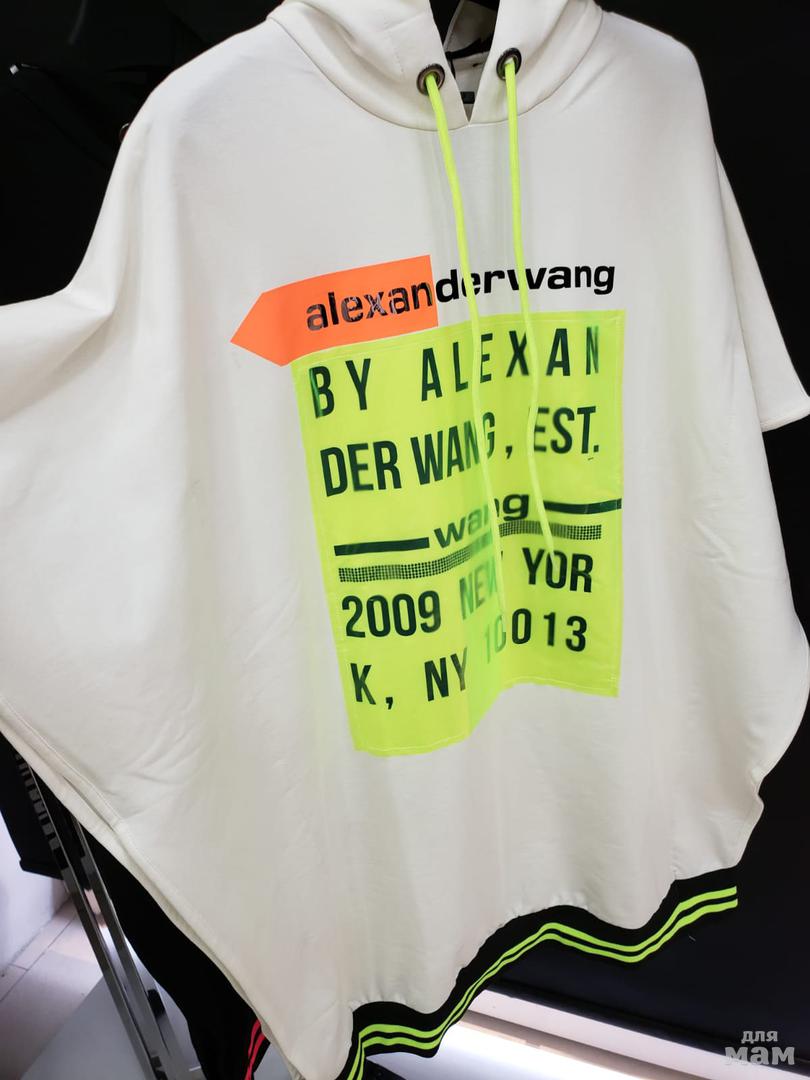 alexanderwang
BY ALEXAN
DER WANG, EST.
wang
2009 NEW YOR
K, NY 10013
для
мам